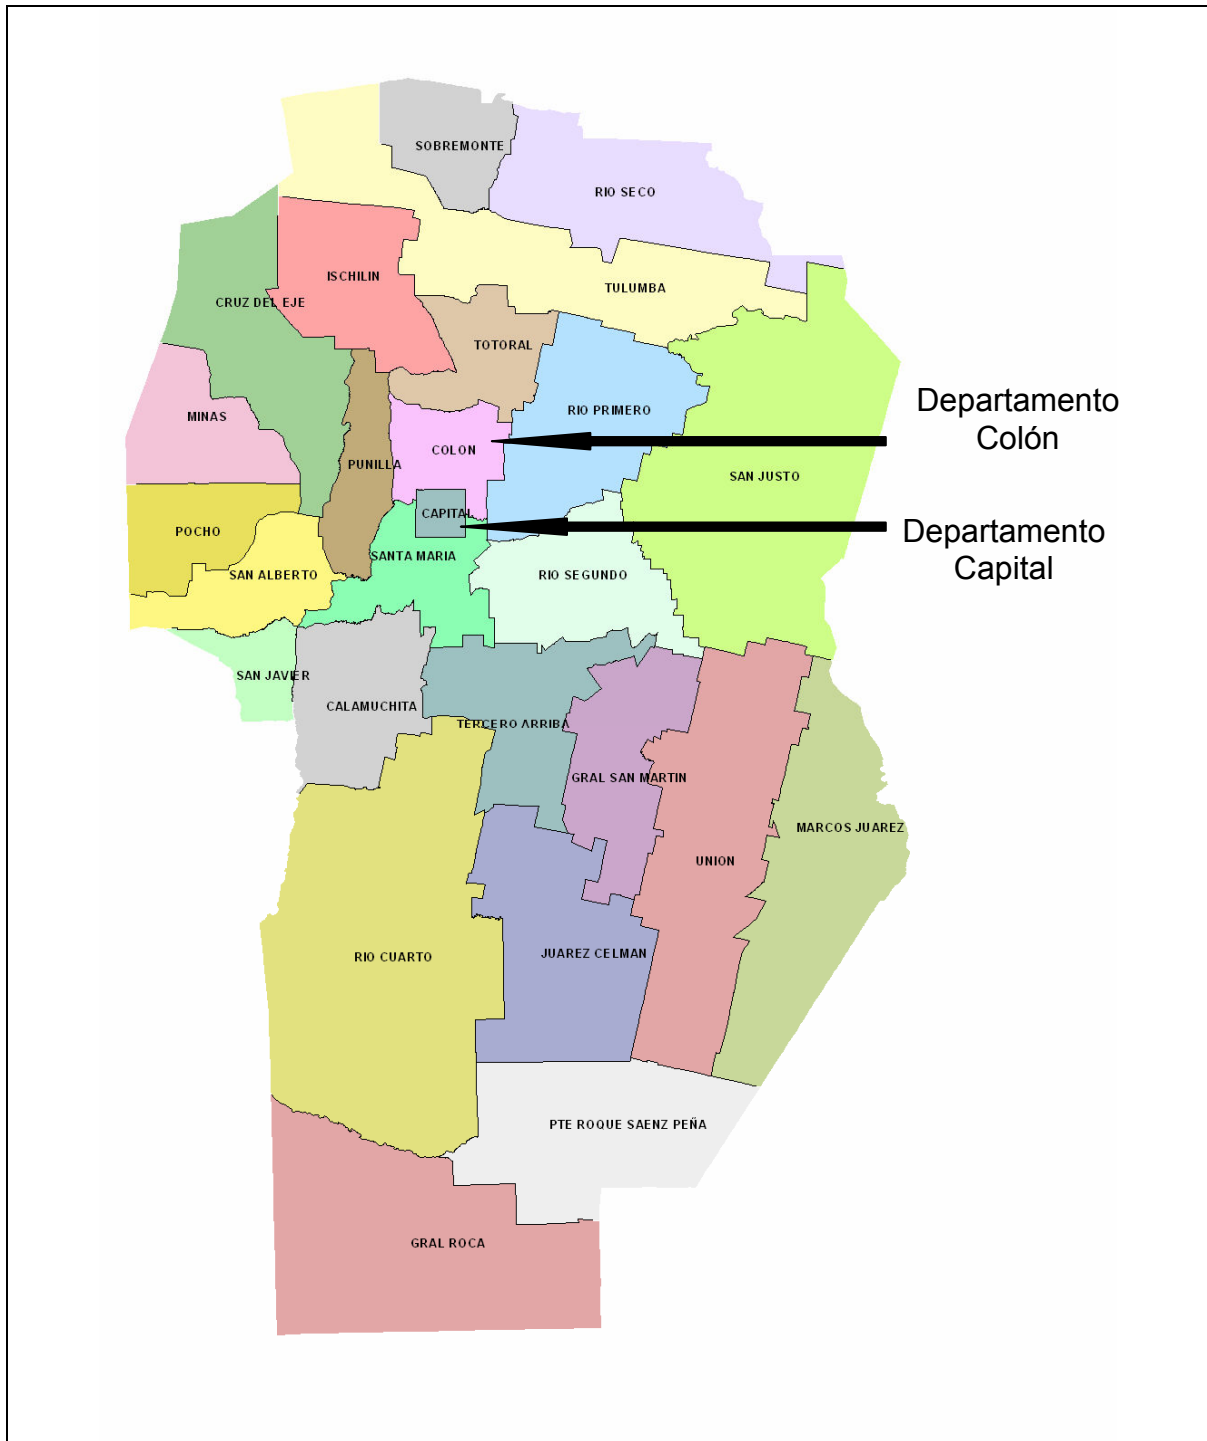 SOBREMONTE
RIO SECO
ISCHILIN
TULUMBA
CRUZ DEL EJE
TOTORAL
Departamento
Colón
RIO PRIMERO
MINAS
COLON
PUNILLA
SAN JUSTO
CAPITAL
Departamento
Capital
POCHO
SANTA MARIA
SAN ALBERTO
RIO SEGUNDO
SAN JAVIER
CALAMUCHITA
TERCERO ARRIBA
GRAL SAN MARTIN
MARCOS JUAREZ
UNION
RIO CUARTO
JUAREZ CELMAN
PTE ROQUE SAENZ PEÑA
GRAL ROCA